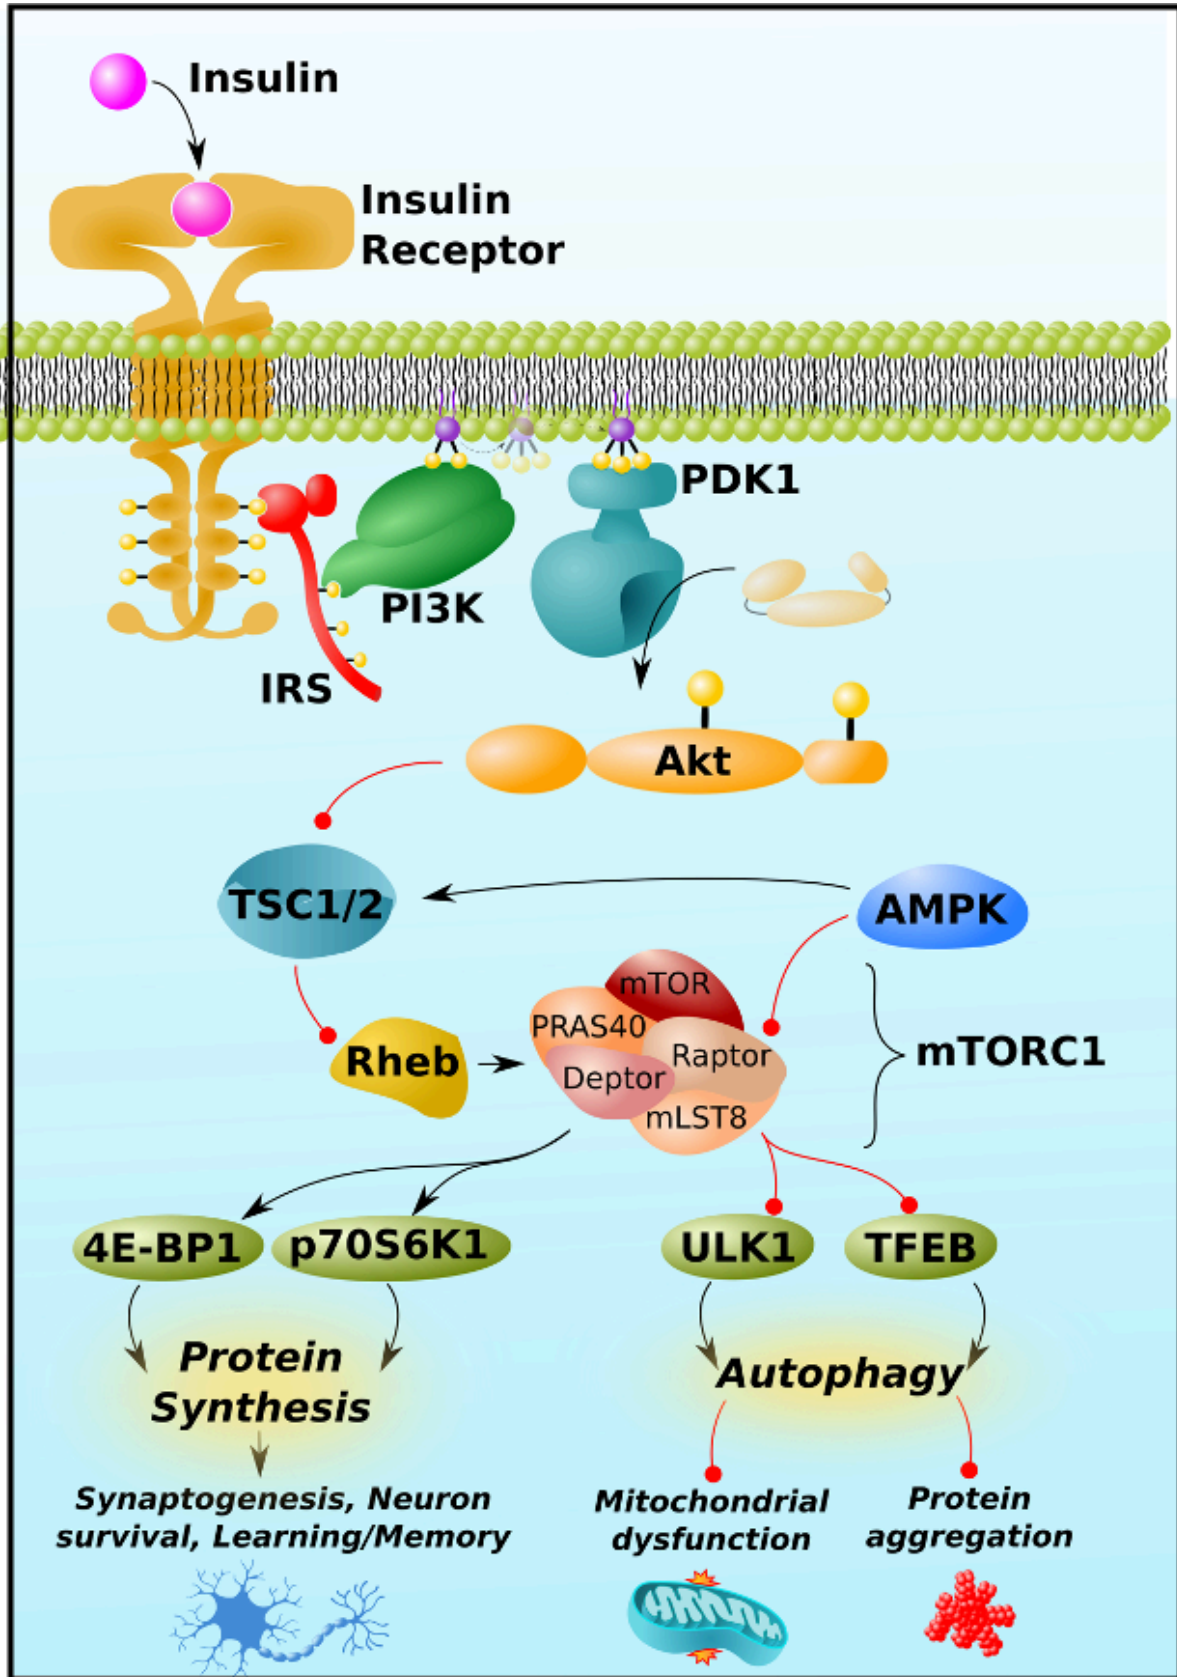 Insulin
Insulin
Receptor
PDK1
PI3K
IRS
Akt
TSC1/2
AMPK
mTOR
PRAS40
Raptor
Rheb
Deptor
mLST8
mTORC1
4E-BP1
p70S6K1
ULK1
TFEB
Protein
Synthesis
Autophagy
Synaptogenesis, Neuron
survival, Learning/Memory
Mitochondrial
dysfunction
Protein
aggregation